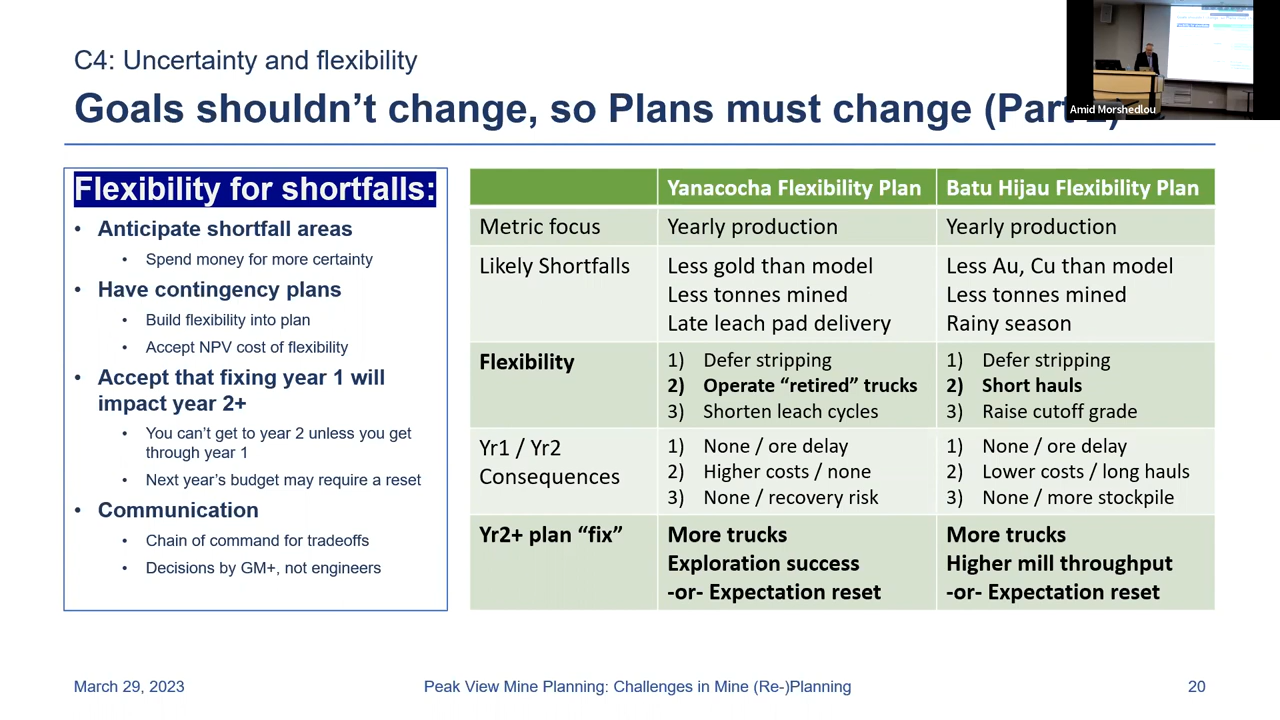 C4: Uncertainty and flexibility
Goals shouldn't change, so Plans must change (Part
Amid Morshedlou
Flexibility for shortfalls:
• Anticipate shortfall areas
• Spend money for more certainty
• Have contingency plans
• Build flexibility into plan
• Accept NPV cost of flexibility
• Accept that fixing year 1 will
impact year 2+
• You can't get to year 2 unless you get
through year 1
• Next year's budget may require a reset
• Communication
• Chain of command for tradeoffs
• Decisions by GM+, not engineers
Yanacocha Flexibility Plan Batu Hijau Flexibility Plan
Metric focus Yearly production Yearly production
Likely Shortfalls Less gold than model Less Au, Cu than model
Less tonnes mined Less tonnes mined
Late leach pad delivery Rainy season
Flexibility 1) Defer stripping 1) Defer stripping
2) Operate “retired” trucks 2) Short hauls
3) Shorten leach cycles 3) Raise cutoff grade
Yr1 / Yr2 1) None / ore delay 1) None / ore delay
Consequences 2) Higher costs / none 2) Lower costs / long hauls
3) None / recovery risk 3) None / more stockpile
Yr2+ plan “fix” More trucks More trucks
Exploration success Higher mill throughput
-or- Expectation reset -or- Expectation reset
March 29, 2023 Peak View Mine Planning: Challenges in Mine (Re-)Planning 20